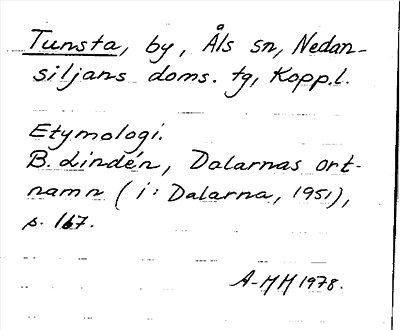 Tunsta, by, Åls sn, Nedan-
siljans doms. tg, Kopp.l.
Etymologi.
B. Lindén, Dalarnas ort-
namn (i: Dalarna, 1951),
s. 167.
A-MH 1978.